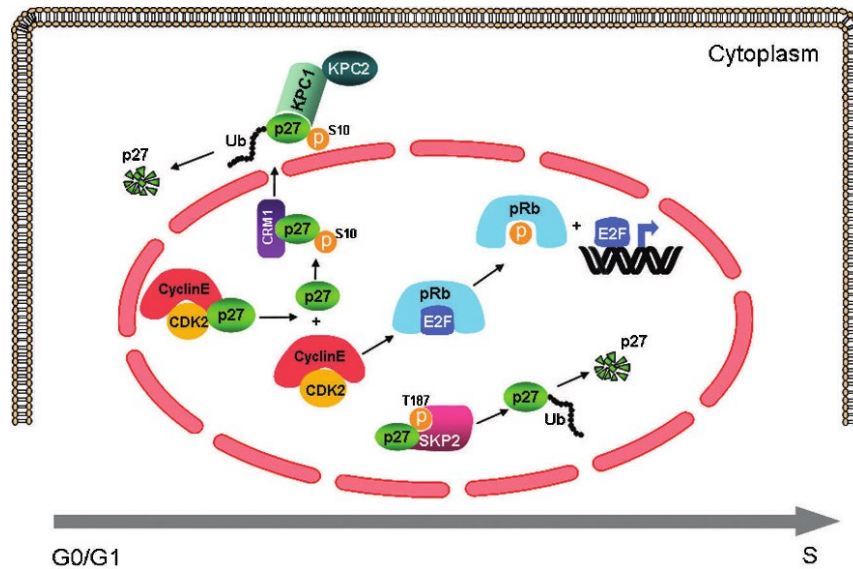 Cytoplasm
KPC2
KPC1
p27
p S10
Ub
p27
CRM1
p27
p S10
pRb
p
+
E2F
CyclinE
CDK2
p27
p27
+
pRb
E2F
CyclinE
CDK2
p27
T187
p
p27
SKP2
p27
Ub
G0/G1
S